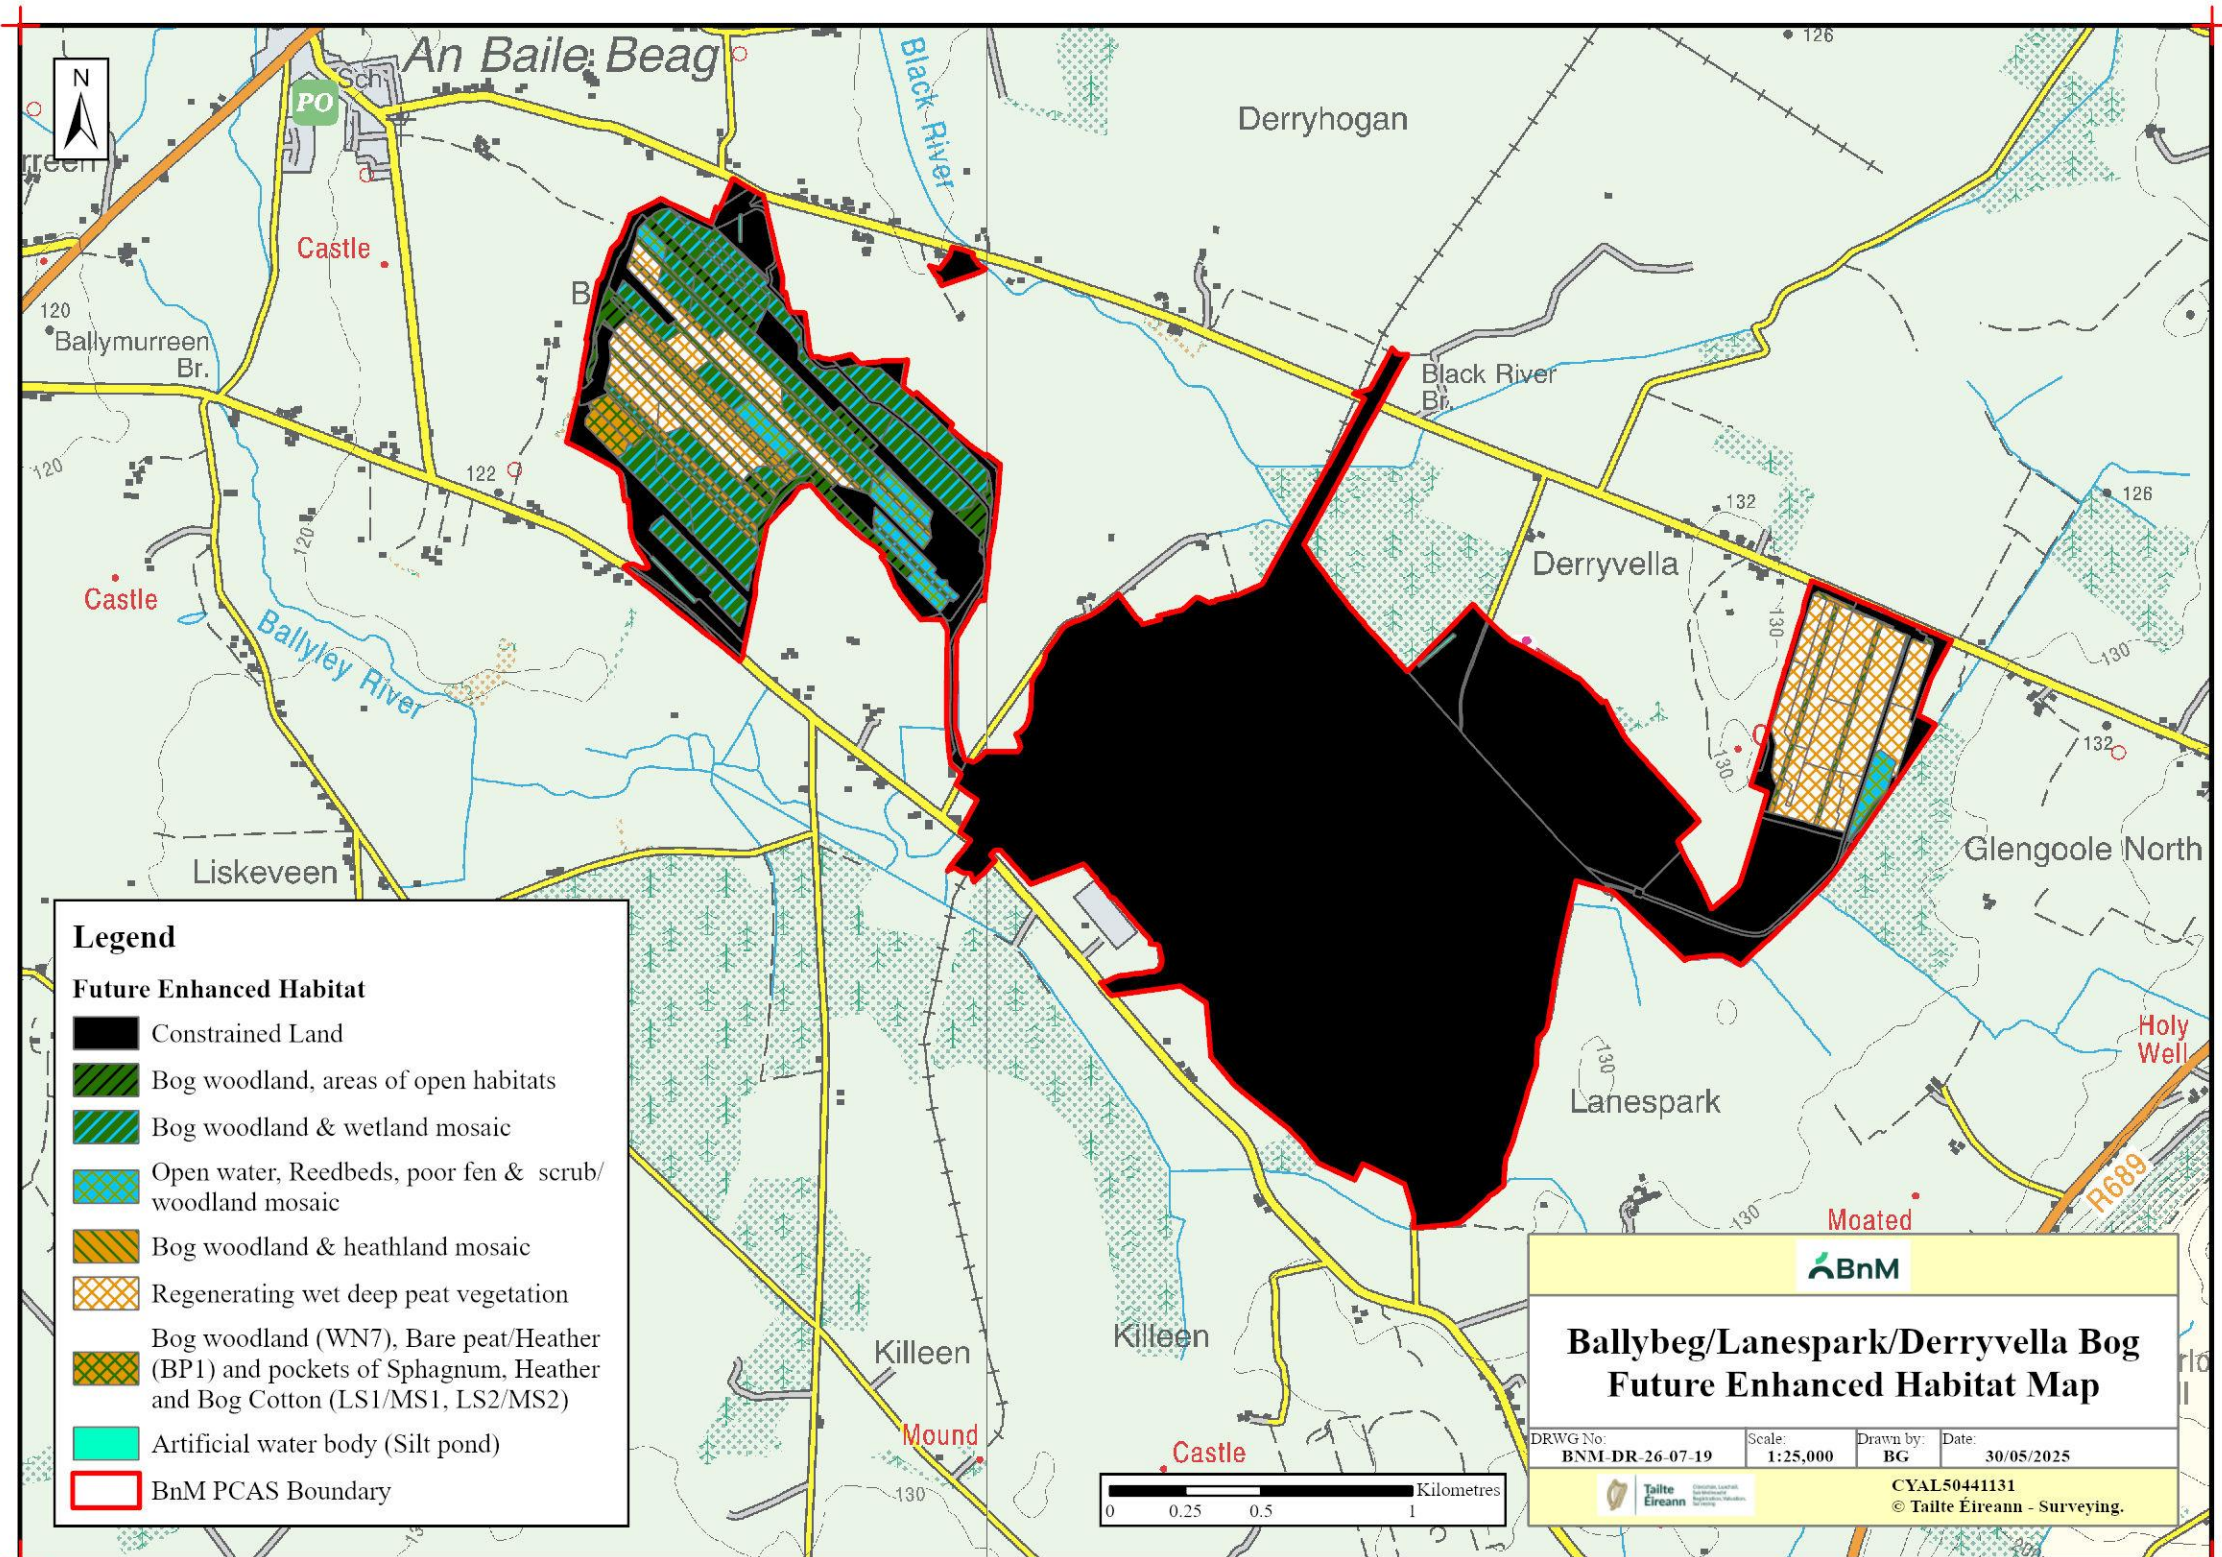 An Baile Beag
Sch
PO
N
Black River
126
Derryhogan
rreen
Castle
120
Ballymurreen
Br.
B
Black River
Br.
120
122
120
132
126
Derryvella
Castle
Ballyley River
130
130
130
132
Glengoole North
Liskeveen
Holy
Well
130
Lanespark
R689
130
Moated
Killeen
Killeen
Mound
Castle
130
Legend
Future Enhanced Habitat
Constrained Land
Bog woodland, areas of open habitats
Bog woodland & wetland mosaic
Open water, Reedbeds, poor fen & scrub/
woodland mosaic
Bog woodland & heathland mosaic
Regenerating wet deep peat vegetation
Bog woodland (WN7), Bare peat/Heather
(BP1) and pockets of Sphagnum, Heather
and Bog Cotton (LS1/MS1, LS2/MS2)
Artificial water body (Silt pond)
BnM PCAS Boundary
Kilometres
0 0.25 0.5 1
BnM
Ballybeg/Lanespark/Derryvella Bog
Future Enhanced Habitat Map
DRWG No: Scale: Drawn by: Date:
BNM-DR-26-07-19 1:25,000 BG 30/05/2025
Tailte
Éireann
CYAL50441131
© Tailte Éireann - Surveying.